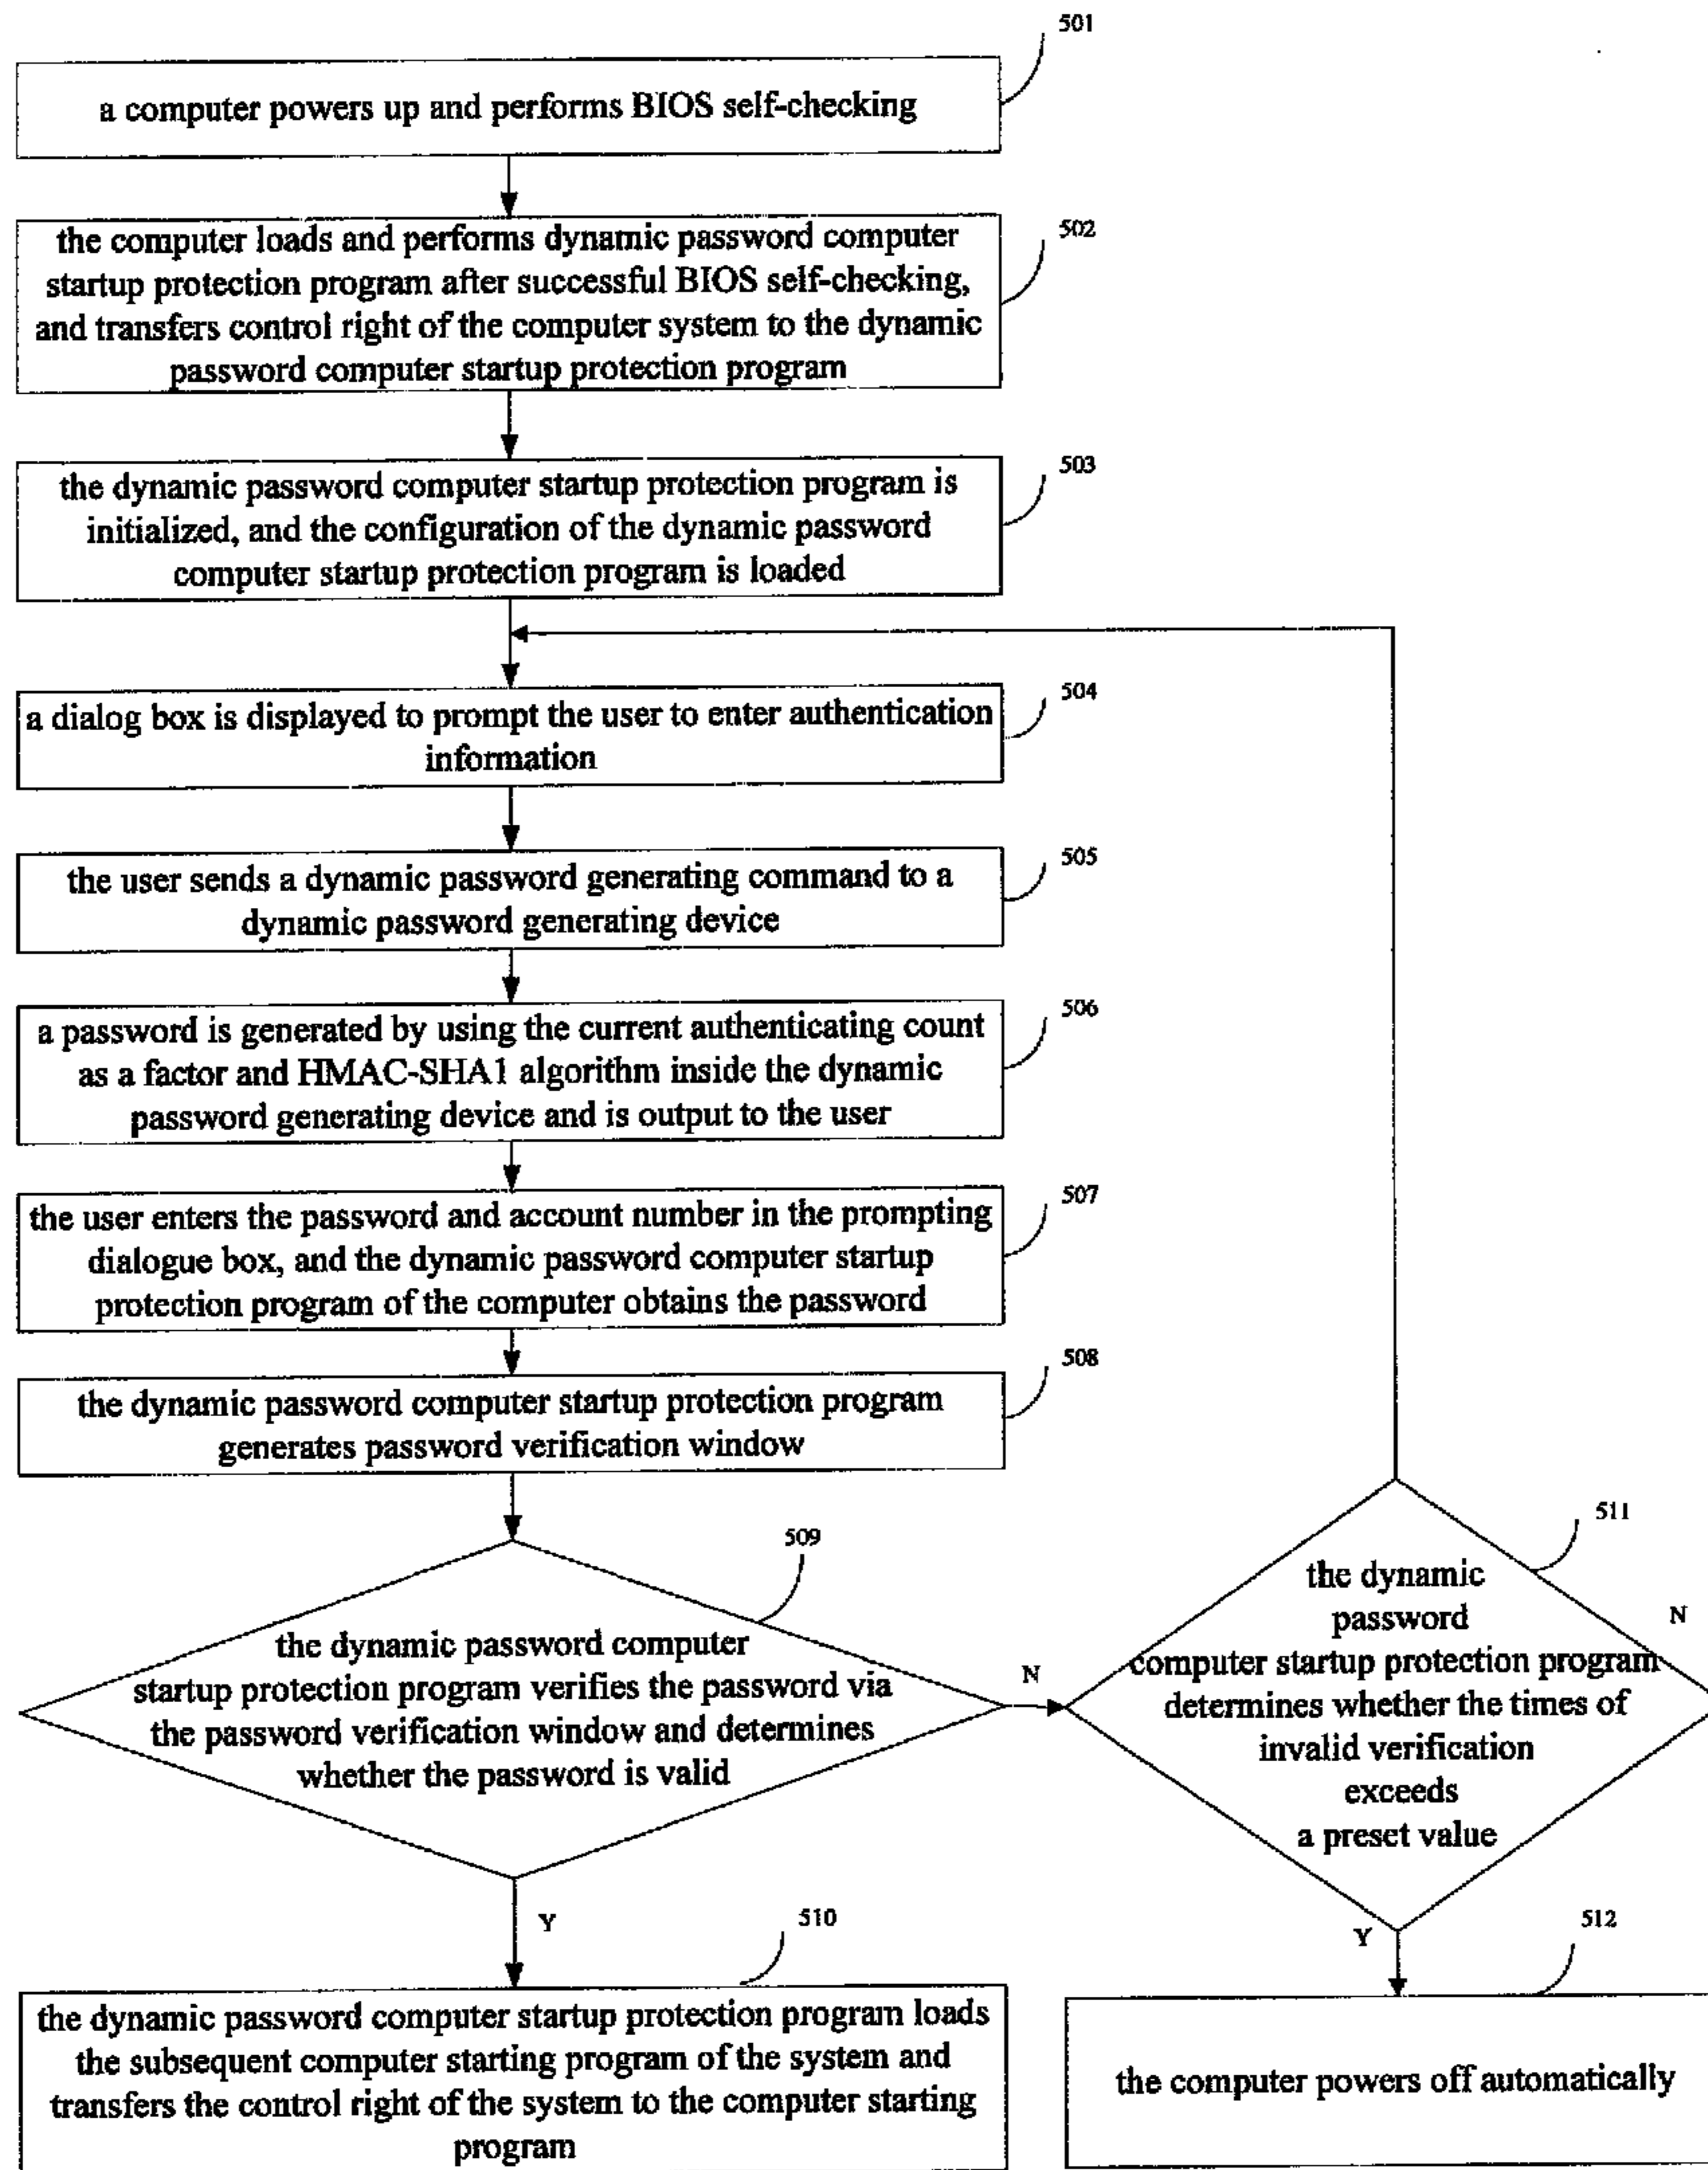 501
a computer powers up and performs BIOS self-checking
502
the computer loads and performs dynamic password computer
startup protection program after successful BIOS self-checking,
and transfers control right of the computer system to the dynamic
password computer startup protection program
503
the dynamic password computer startup protection program is
initialized, and the configuration of the dynamic password
computer startup protection program is loaded
504
a dialog box is displayed to prompt the user to enter authentication
information
505
the user sends a dynamic password generating command to a
dynamic password generating device
506
a password is generated by using the current authenticating count
as a factor and HMAC-SHA1 algorithm inside the dynamic
password generating device and is output to the user
507
the user enters the password and account number in the prompting
dialogue box, and the dynamic password computer startup
protection program of the computer obtains the password
508
the dynamic password computer startup protection program
generates password verification window
509
the dynamic password computer
startup protection program verifies the password via
the password verification window and determines
whether the password is valid
N
Y
511
the dynamic
password
computer startup protection program
determines whether the times of
invalid verification
exceeds
a preset value
N
Y
510
the dynamic password computer startup protection program loads
the subsequent computer starting program of the system and
transfers the control right of the system to the computer starting
program
512
the computer powers off automatically